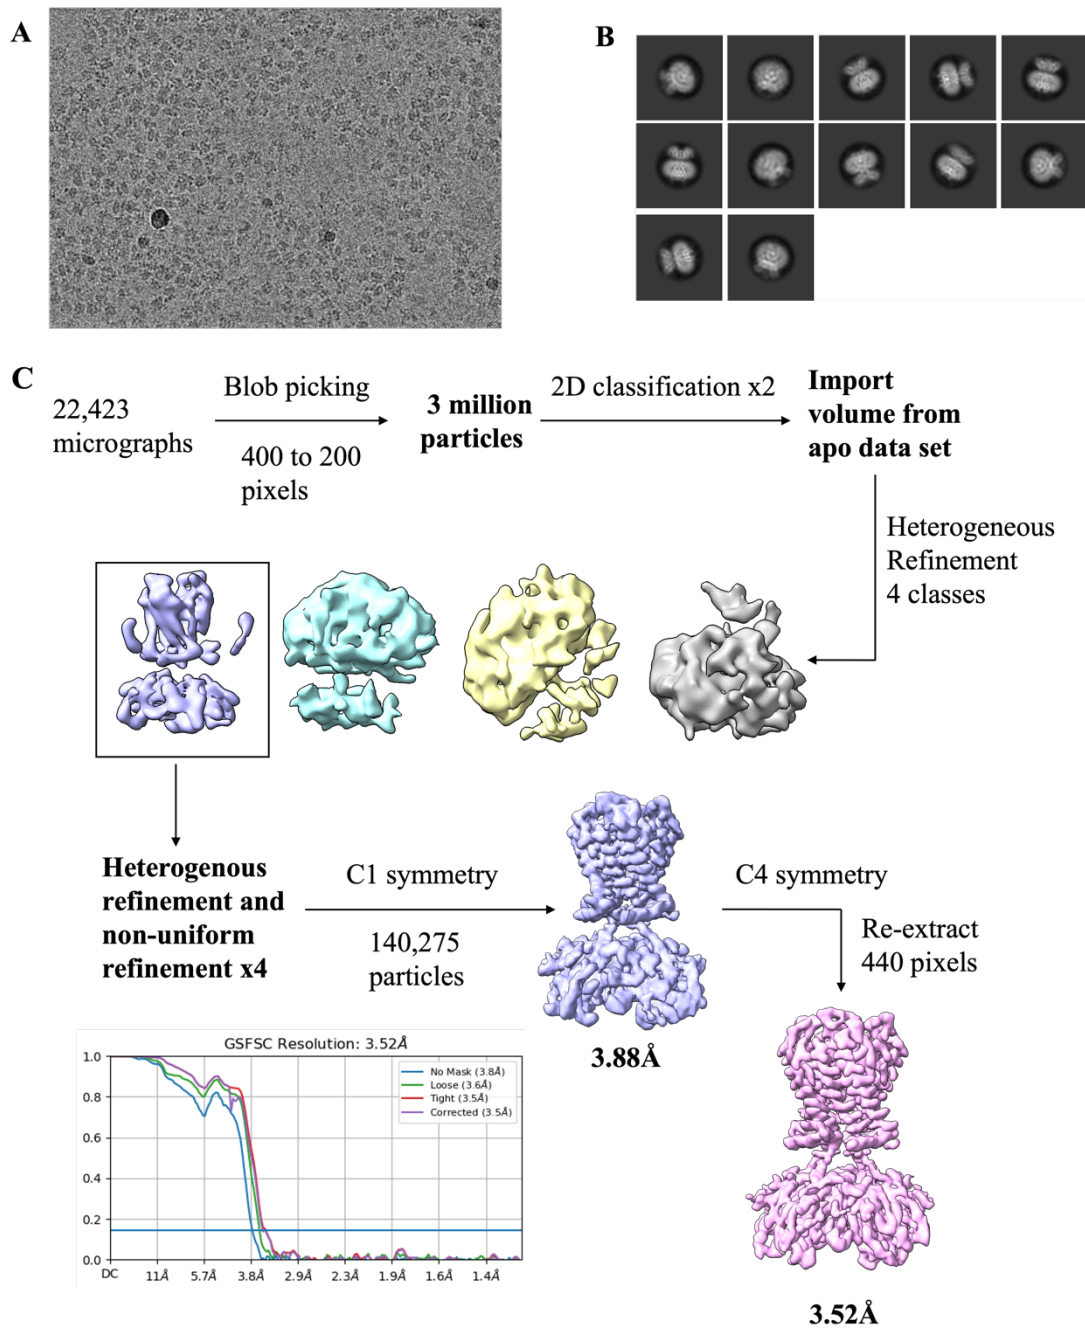 A
B
C
22,423
micrographs
Blob picking
400 to 200
pixels
3 million
particles
2D classification x2
Import
volume from
apo data set
Heterogeneous
Refinement
4 classes
Heterogenous
refinement and
non-uniform
refinement x4
C1 symmetry
140,275
particles
3.88Å
C4 symmetry
Re-extract
440 pixels
3.52Å
GSFSC Resolution: 3.52Å
1.0
0.8
0.6
0.4
0.2
0.0
No Mask (3.8Å)
Loose (3.6Å)
Tight (3.5Å)
Corrected (3.5Å)
DC 11Å 5.7Å 3.8Å 2.9Å 2.3Å 1.9Å 1.6Å 1.4Å